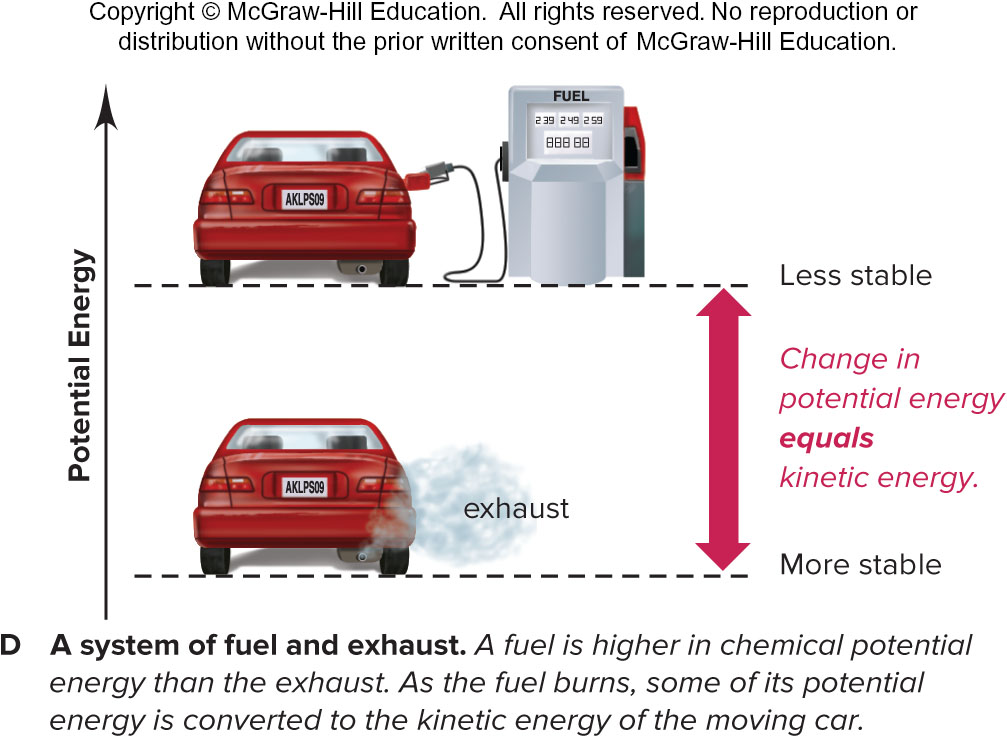 Copyright © McGraw-Hill Education.  All rights reserved. No reproduction or
distribution without the prior written consent of McGraw-Hill Education.
FUEL
2 39 2 49 2 59
888 88
AKLPS09
Less stable
Potential Energy
Change in
potential energy
equals
kinetic energy.
AKLPS09
exhaust
More stable
D A system of fuel and exhaust. A fuel is higher in chemical potential
energy than the exhaust. As the fuel burns, some of its potential
energy is converted to the kinetic energy of the moving car.